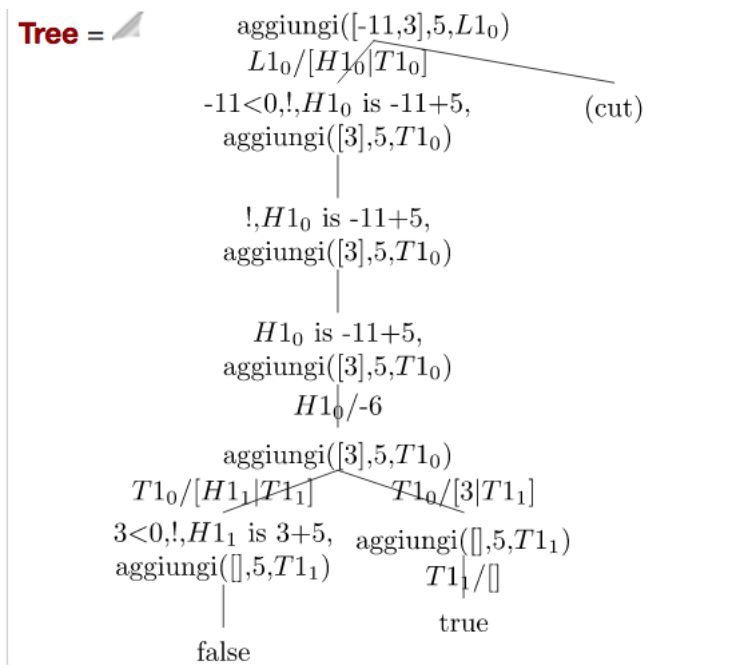 Tree =
aggiungi([-11,3],5,L1₀)
L1₀/[H1₀|T1₀]
-11<0,!,H1₀ is -11+5,
aggiungi([3],5,T1₀)
(cut)
!,H1₀ is -11+5,
aggiungi([3],5,T1₀)
H1₀ is -11+5,
aggiungi([3],5,T1₀)
H1₀/-6
aggiungi([3],5,T1₀)
T1₀/[H1₁|T1₁]
T1₀/[3|T1₁]
3<0,!,H1₁ is 3+5,
aggiungi([],5,T1₁)
aggiungi([],5,T1₁)
T1₁/[]
false
true